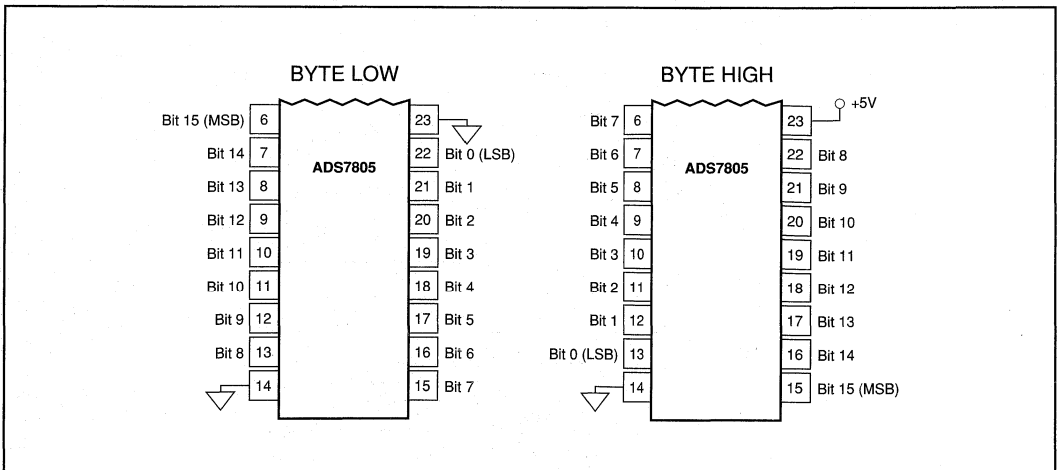 BYTE LOW
Bit 15 (MSB) 6
23
Bit 14 7
22 Bit 0 (LSB)
ADS7805
Bit 13 8
21 Bit 1
Bit 12 9
20 Bit 2
Bit 11 10
19 Bit 3
Bit 10 11
18 Bit 4
Bit 9 12
17 Bit 5
Bit 8 13
16 Bit 6
14
15 Bit 7
BYTE HIGH
+5V
Bit 7 6
23
Bit 6 7
22 Bit 8
ADS7805
Bit 5 8
21 Bit 9
Bit 4 9
20 Bit 10
Bit 3 10
19 Bit 11
Bit 2 11
18 Bit 12
Bit 1 12
17 Bit 13
Bit 0 (LSB) 13
16 Bit 14
14
15 Bit 15 (MSB)